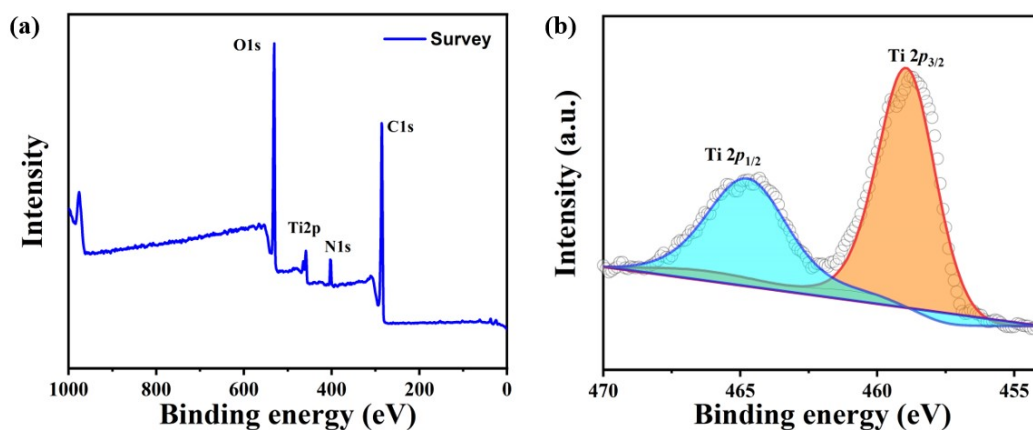 (a)
Survey
O1s
C1s
Ti2p
N1s
Intensity
1000 800 600 400 200 0
Binding energy (eV)
(b)
Ti 2p3/2
Ti 2p1/2
Intensity (a.u.)
470 465 460 455
Binding energy (eV)